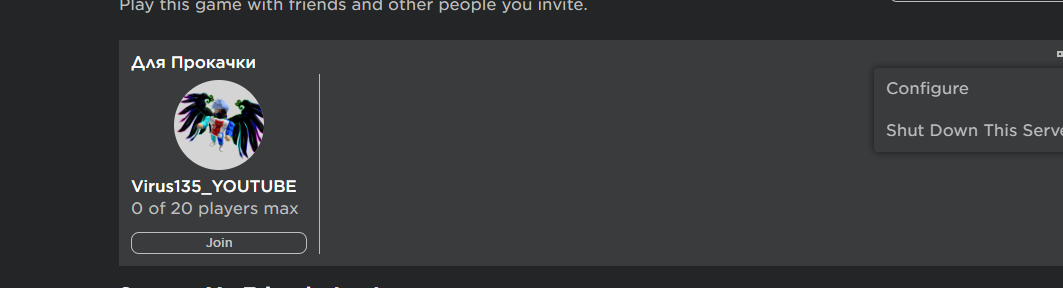 Play this game with friends and other people you invite.
Для Прокачки
Configure
Shut Down This Serve
Virus135_YOUTUBE
0 of 20 players max
Join